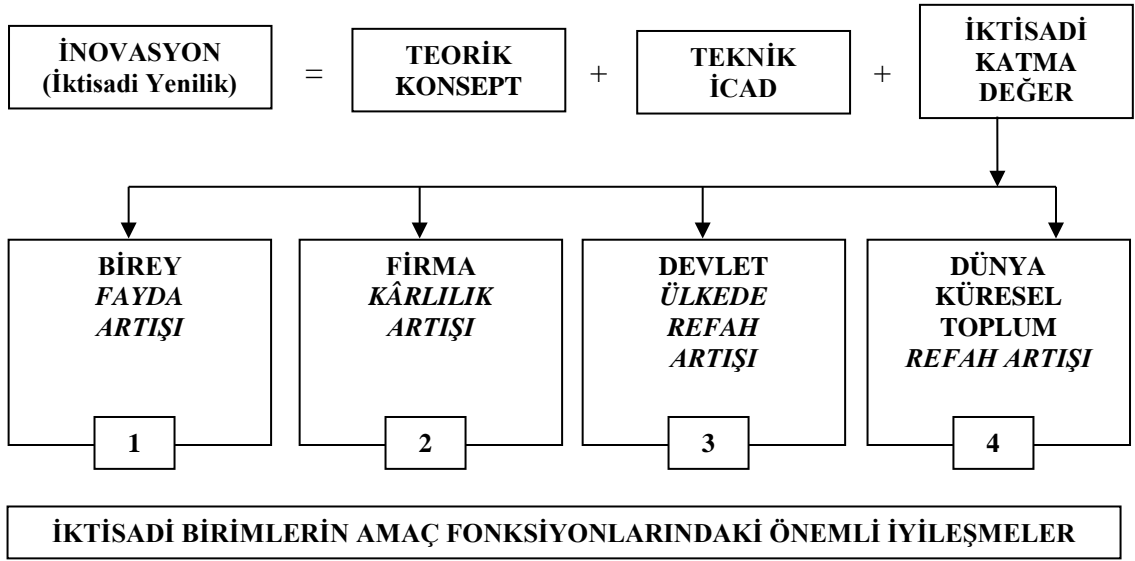 İNOVASYON
(İktisadi Yenilik)
=
TEORİK
KONSEPT
+
TEKNİK
İCAD
+
İKTİSADİ
KATMA
DEĞER
BİREY
FAYDA
ARTIŞI
1
FİRMA
KÂRLILIK
ARTIŞI
2
DEVLET
ÜLKEDE
REFAH
ARTIŞI
3
DÜNYA
KÜRESEL
TOPLUM
REFAH ARTIŞI
4
İKTİSADİ BİRİMLERİN AMAÇ FONKSİYONLARINDAKİ ÖNEMLİ İYİLEŞMELER